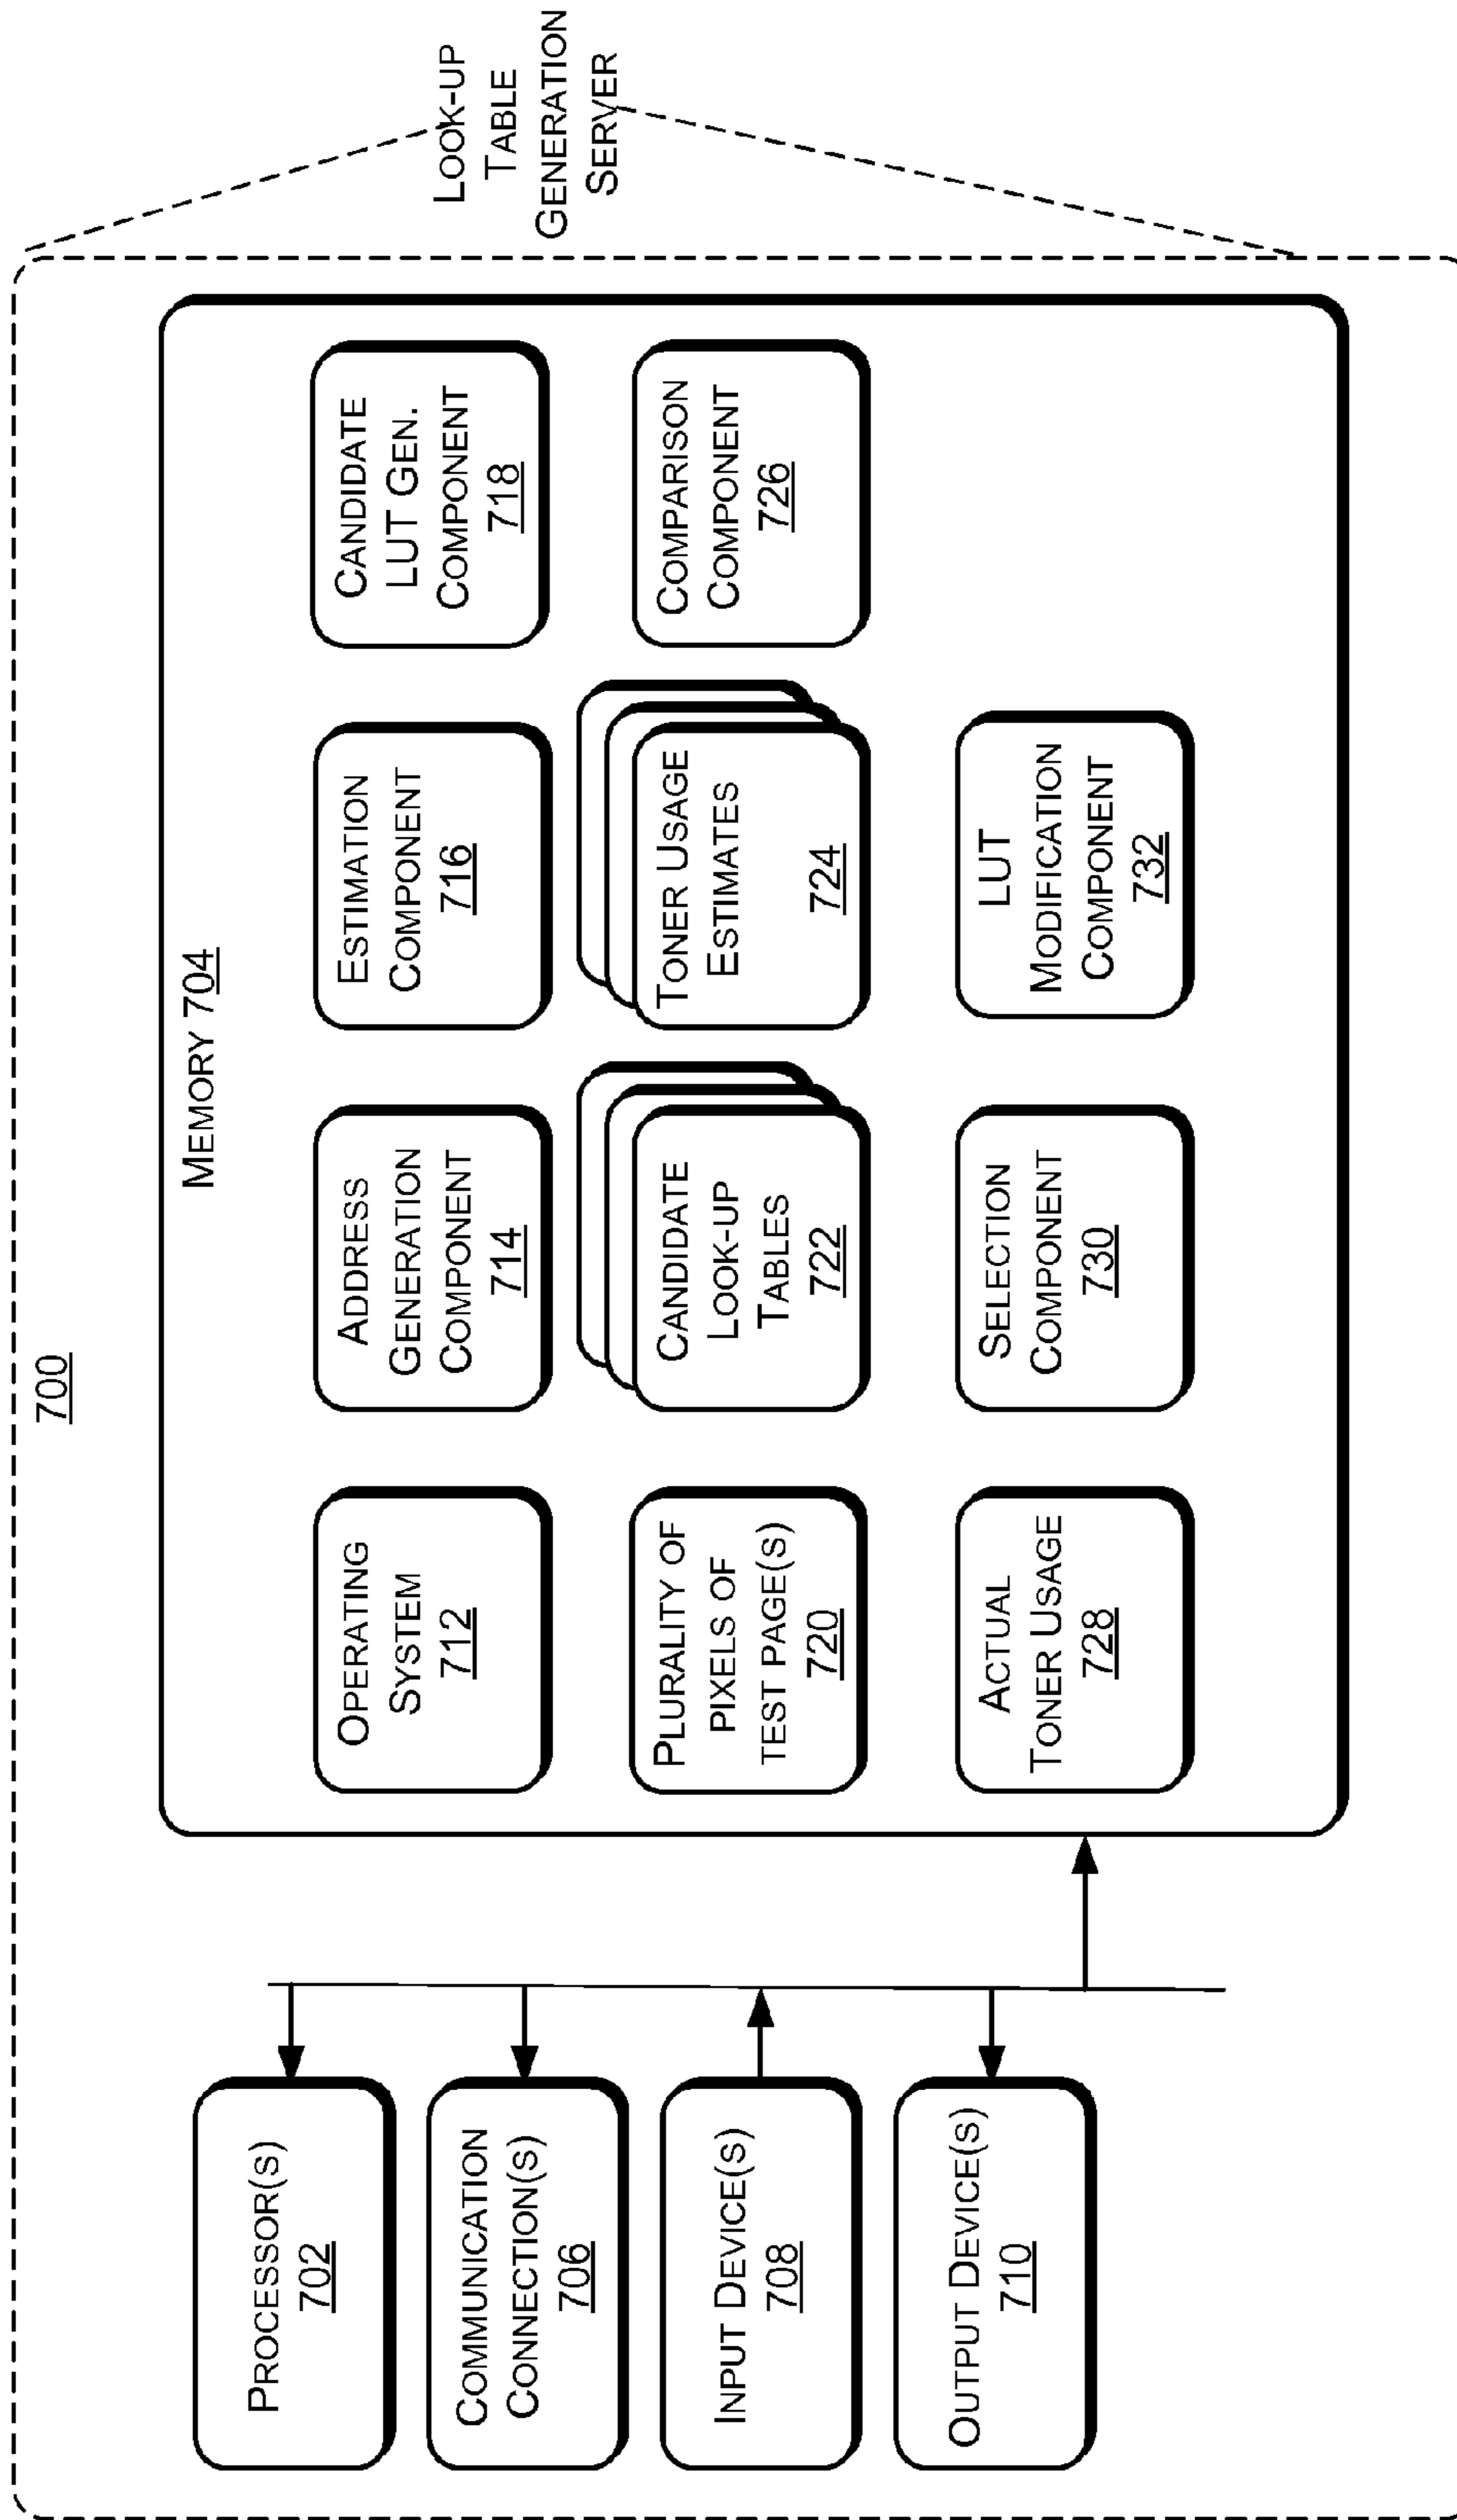 700
LOOK-UP
TABLE
GENERATION
SERVER
PROCESSOR(S)
702
COMMUNICATION
CONNECTION(S)
706
INPUT DEVICE(S)
708
OUTPUT DEVICE(S)
710
MEMORY 704
OPERATING
SYSTEM
712
ADDRESS
GENERATION
COMPONENT
714
ESTIMATION
COMPONENT
716
CANDIDATE
LUT GEN.
COMPONENT
718
PLURALITY OF
PIXELS OF
TEST PAGE(S)
720
CANDIDATE
LOOK-UP
TABLES
722
TONER USAGE
ESTIMATES
724
COMPARISON
COMPONENT
726
ACTUAL
TONER USAGE
728
SELECTION
COMPONENT
730
LUT
MODIFICATION
COMPONENT
732